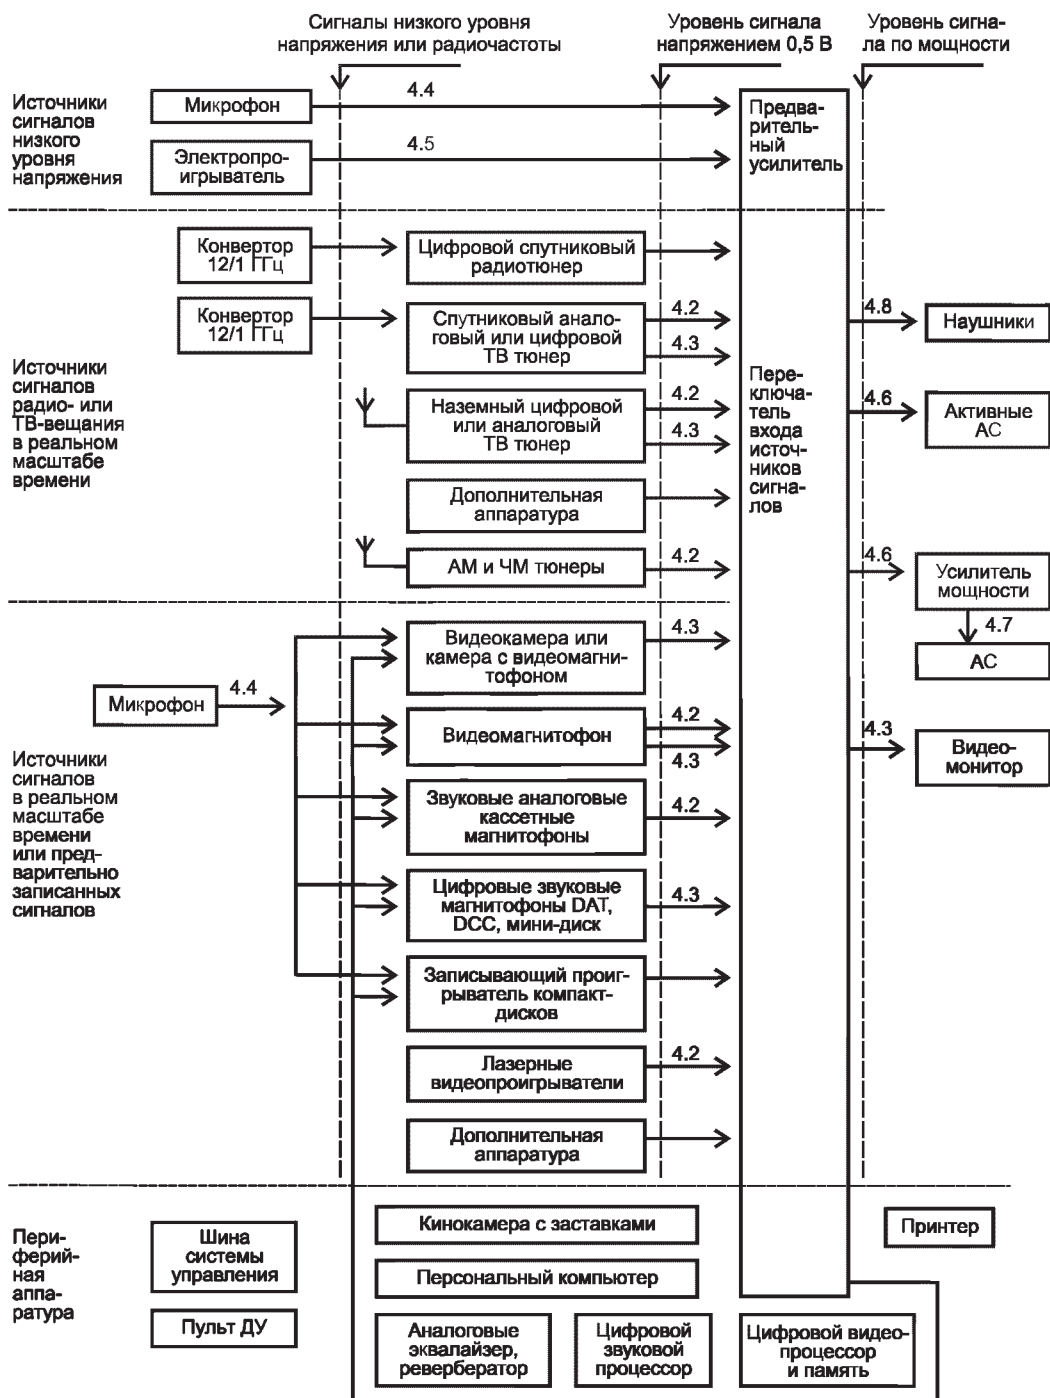 Сигналы низкого уровня
напряжения или радиочастоты
Уровень сигнала
напряжением 0,5 В
Уровень сигна-
ла по мощности
Источники
сигналов
низкого
уровня
напряжения
Микрофон
4.4
Электропро-
игрыватель
4.5
Предва-
ритель-
ный
усилитель
Источники
сигналов
радио- или
ТВ-вещания
в реальном
масштабе
времени
Конвертор
12/1 ГГц
Цифровой спутниковый
радиотюнер
Конвертор
12/1 ГГц
Спутниковый анало-
говый или цифровой
ТВ тюнер
4.2
4.3
Наземный цифровой
или аналоговый
ТВ тюнер
4.2
4.3
Дополнительная
аппаратура
АМ и ЧМ тюнеры
4.2
Пере-
ключа-
тель
входа
источ-
ников
сигна-
лов
4.8
Наушники
4.6
Активные
АС
4.6
Усилитель
мощности
4.7
АС
4.3
Видео-
монитор
Источники
сигналов
в реальном
масштабе
времени
или пред-
варительно
записанных
сигналов
Микрофон
4.4
Видеокамера или
камера с видеомагни-
тофоном
4.3
Видеомагнитофон
4.2
4.3
Звуковые аналоговые
кассетные
магнитофоны
4.2
Цифровые звуковые
магнитофоны DAT,
DCC, мини-диск
4.3
Записывающий проиг-
рыватель компакт-
дисков
Лазерные
видеопроигрыватели
4.2
Дополнительная
аппаратура
Пери-
ферий-
ная
аппа-
ратура
Шина
системы
управления
Пульт ДУ
Кинокамера с заставками
Персональный компьютер
Аналоговые
эквалайзер,
ревербератор
Цифровой
звуковой
процессор
Цифровой видео-
процессор
и память
Принтер